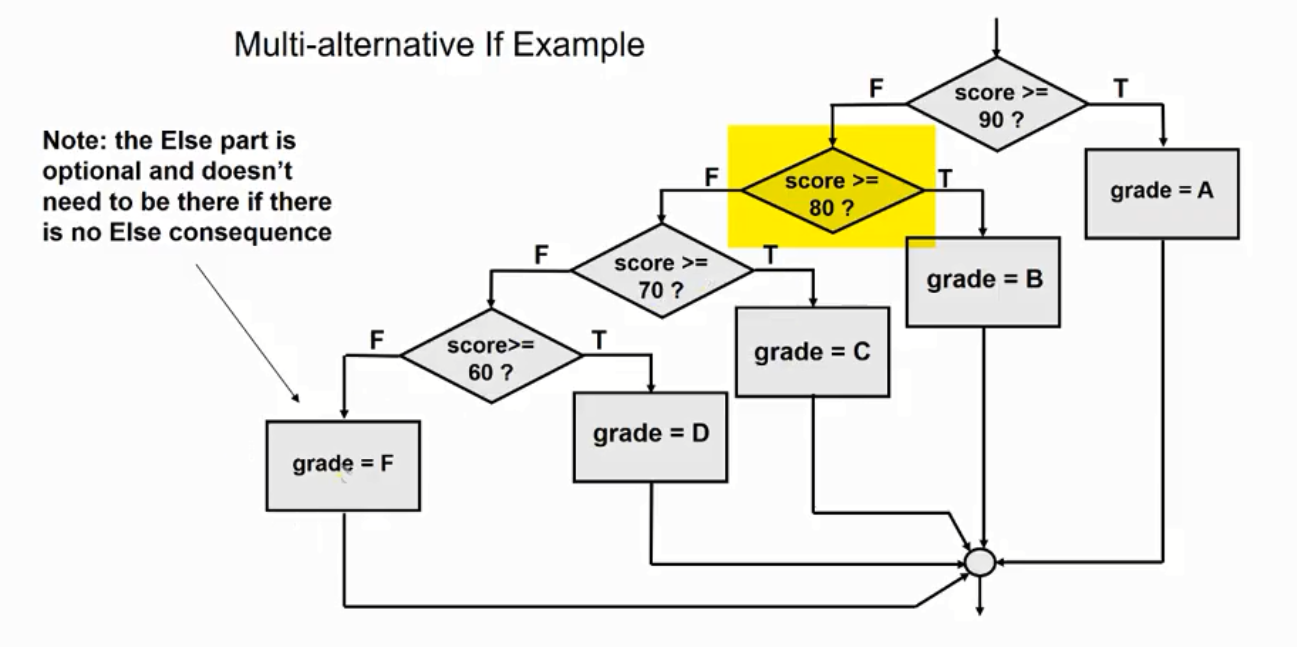 Multi-alternative If Example
Note: the Else part is
optional and doesn't
need to be there if there
is no Else consequence
F
score >=
90 ?
T
grade = A
F
score >=
80 ?
T
grade = B
F
score >=
70 ?
T
grade = C
F
score>=
60 ?
T
grade = D
grade = F